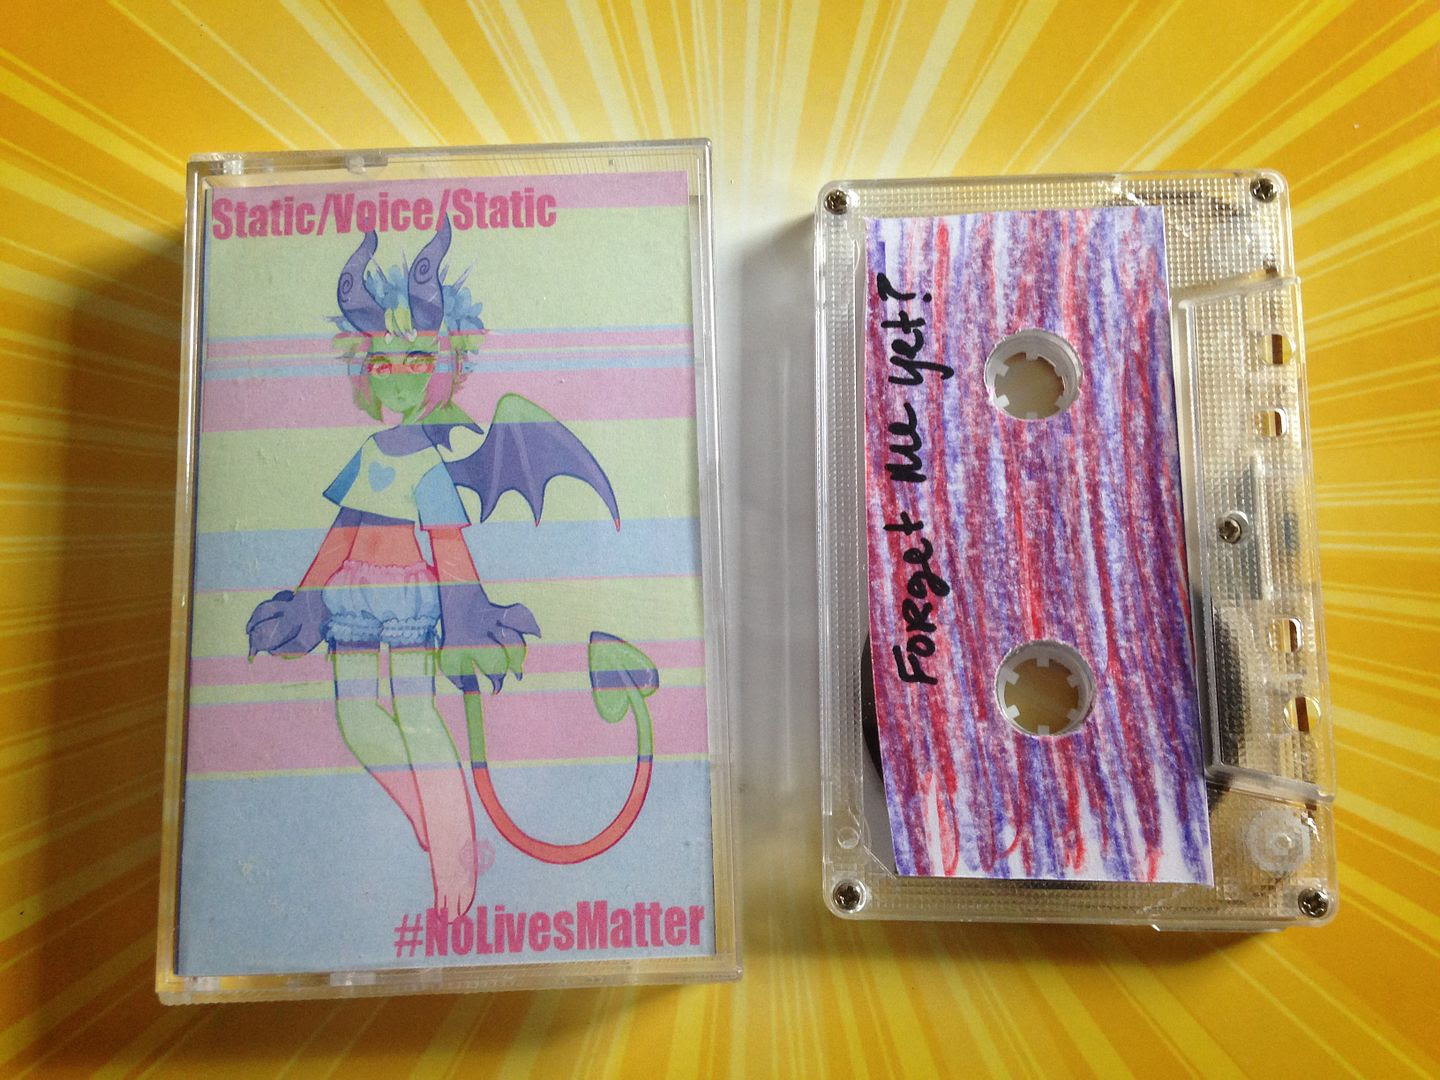 Static/Voice/Static
#NoLivesMatter
Forget me yet?